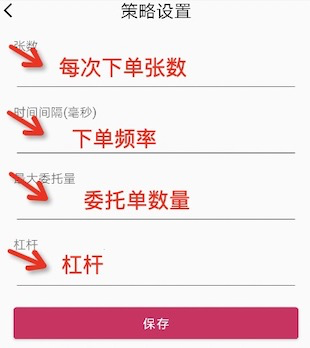 策略设置
张数
每次下单张数
时间间隔(毫秒)
下单频率
最大委托量
委托单数量
杠杆
杠杆
保存